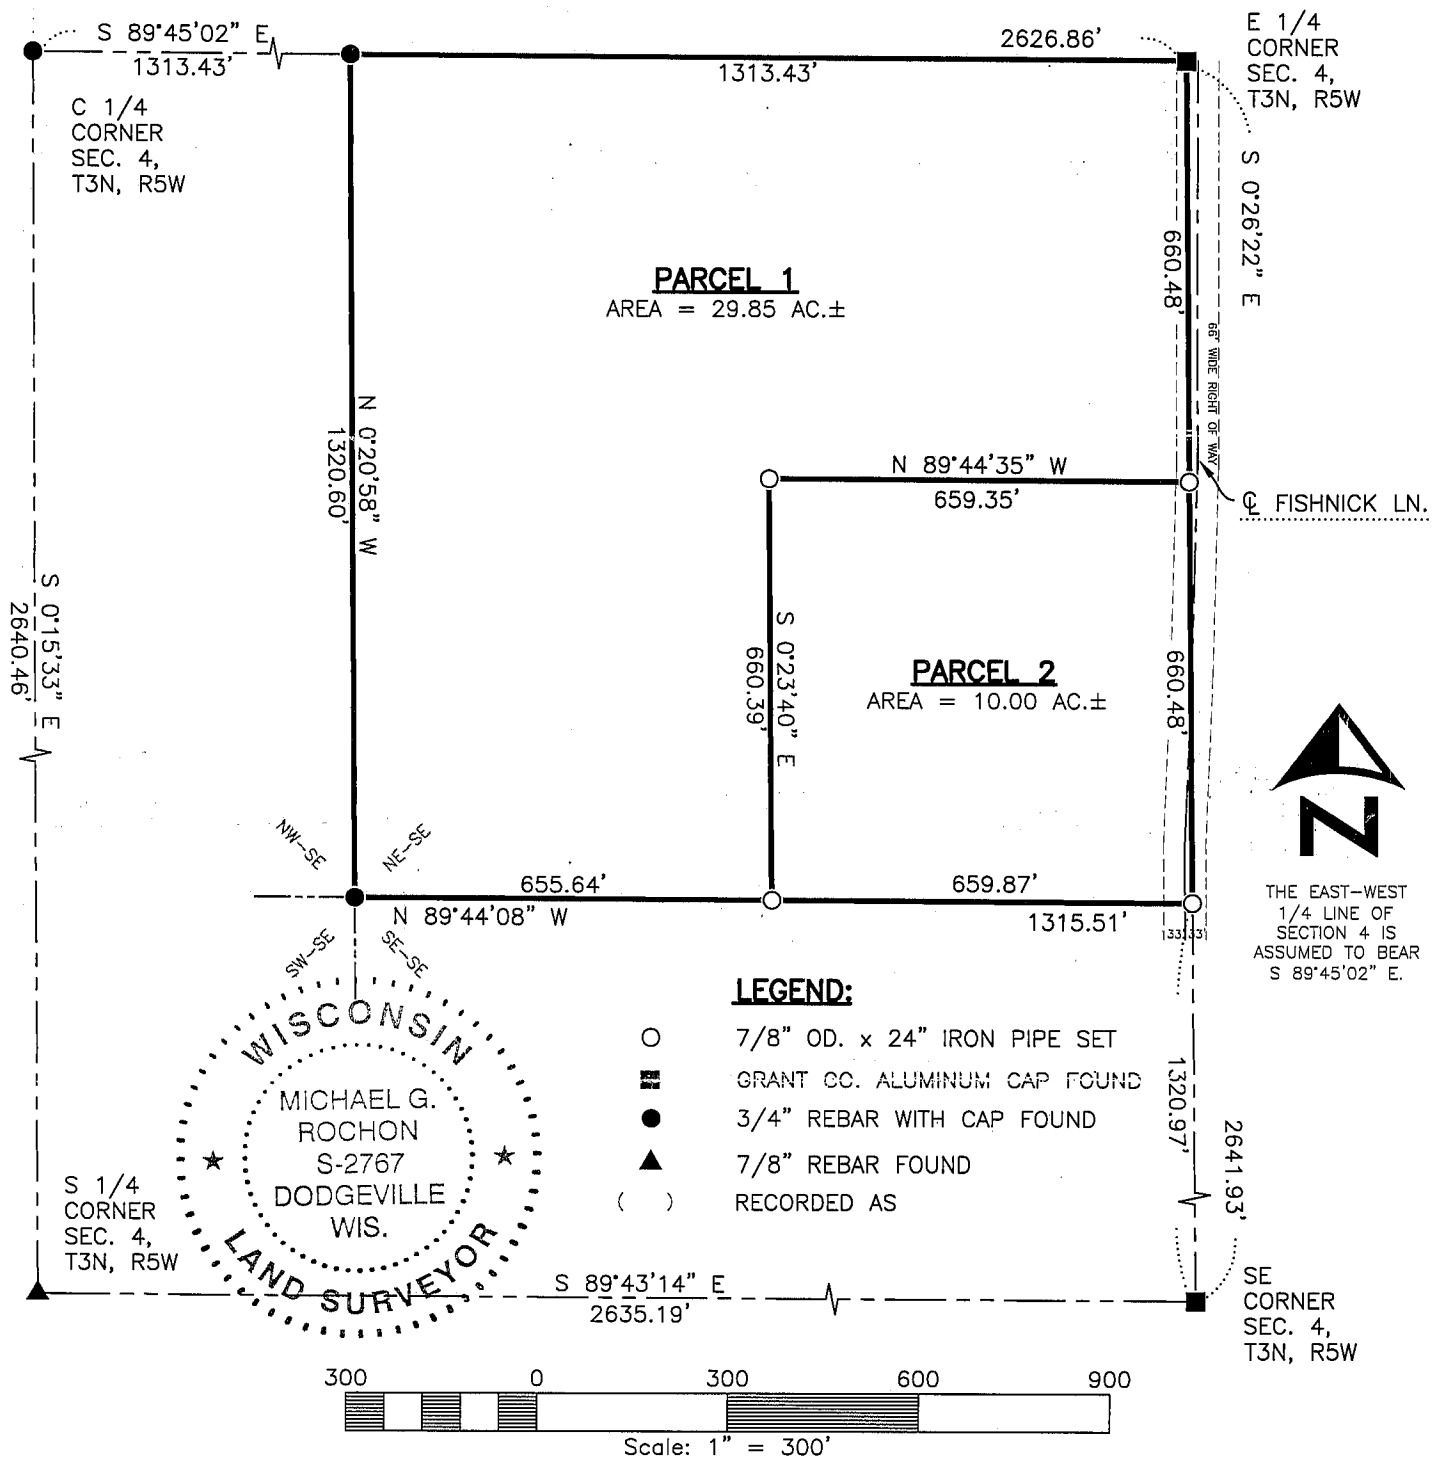 S 89°45'02" E
1313.43'
2626.86'
1313.43'
E 1/4
CORNER
SEC. 4,
T3N, R5W
C 1/4
CORNER
SEC. 4,
T3N, R5W
S 0°26'22" E
660.48'
PARCEL 1
AREA = 29.85 AC.±
66' WIDE RIGHT OF WAY
N 0°20'58" W
1320.60'
N 89°44'35" W
659.35'
℄ FISHNICK LN.
S 0°15'33" E
2640.46'
S 0°23'40" E
660.39'
PARCEL 2
AREA = 10.00 AC.±
660.48'
N
NW-SE
NE-SE
655.64'
659.87'
N 89°44'08" W
1315.51'
33'
33'
SW-SE
SE-SE
THE EAST-WEST
1/4 LINE OF
SECTION 4 IS
ASSUMED TO BEAR
S 89°45'02" E.
LEGEND:
7/8" OD. x 24" IRON PIPE SET
GRANT CO. ALUMINUM CAP FOUND
3/4" REBAR WITH CAP FOUND
7/8" REBAR FOUND
( ) RECORDED AS
WISCONSIN
MICHAEL G.
ROCHON
S-2767
DODGEVILLE
WIS.
LAND SURVEYOR
1320.97'
2641.93'
S 1/4
CORNER
SEC. 4,
T3N, R5W
S 89°43'14" E
2635.19'
SE
CORNER
SEC. 4,
T3N, R5W
300 0 300 600 900
Scale: 1" = 300'